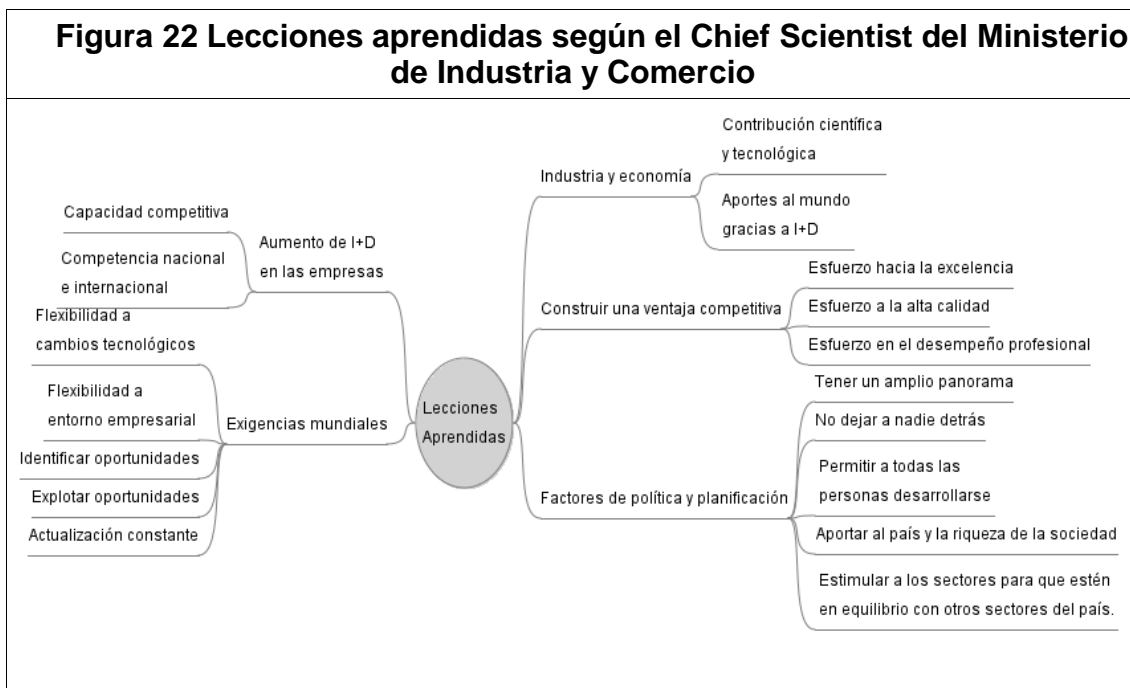 Figura 22 Lecciones aprendidas según el Chief Scientist del Ministerio
de Industria y Comercio
Lecciones
Aprendidas
Industria y economía
Contribución científica
y tecnológica
Aportes al mundo
gracias a I+D
Construir una ventaja competitiva
Esfuerzo hacia la excelencia
Esfuerzo a la alta calidad
Esfuerzo en el desempeño profesional
Factores de política y planificación
Tener un amplio panorama
No dejar a nadie detrás
Permitir a todas las
personas desarrollarse
Aportar al país y la riqueza de la sociedad
Estimular a los sectores para que estén
en equilibrio con otros sectores del país.
Aumento de I+D
en las empresas
Capacidad competitiva
Competencia nacional
e internacional
Exigencias mundiales
Flexibilidad a
cambios tecnológicos
Flexibilidad a
entorno empresarial
Identificar oportunidades
Explotar oportunidades
Actualización constante